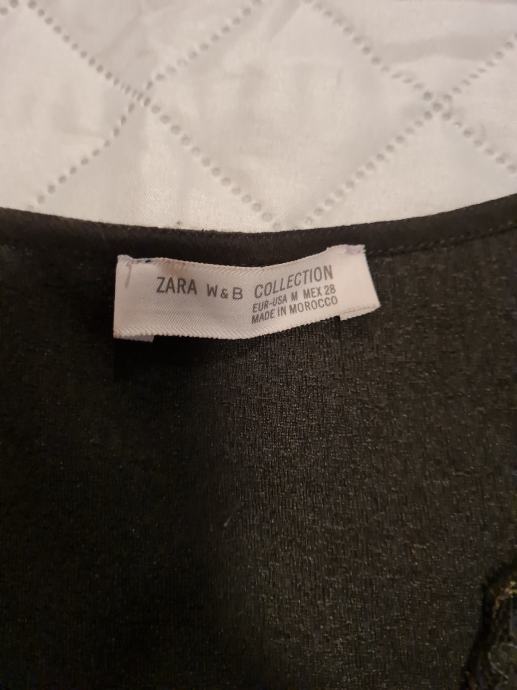 ZARA W & B COLLECTION
EUR-USA M MEX 28
MADE IN MOROCCO